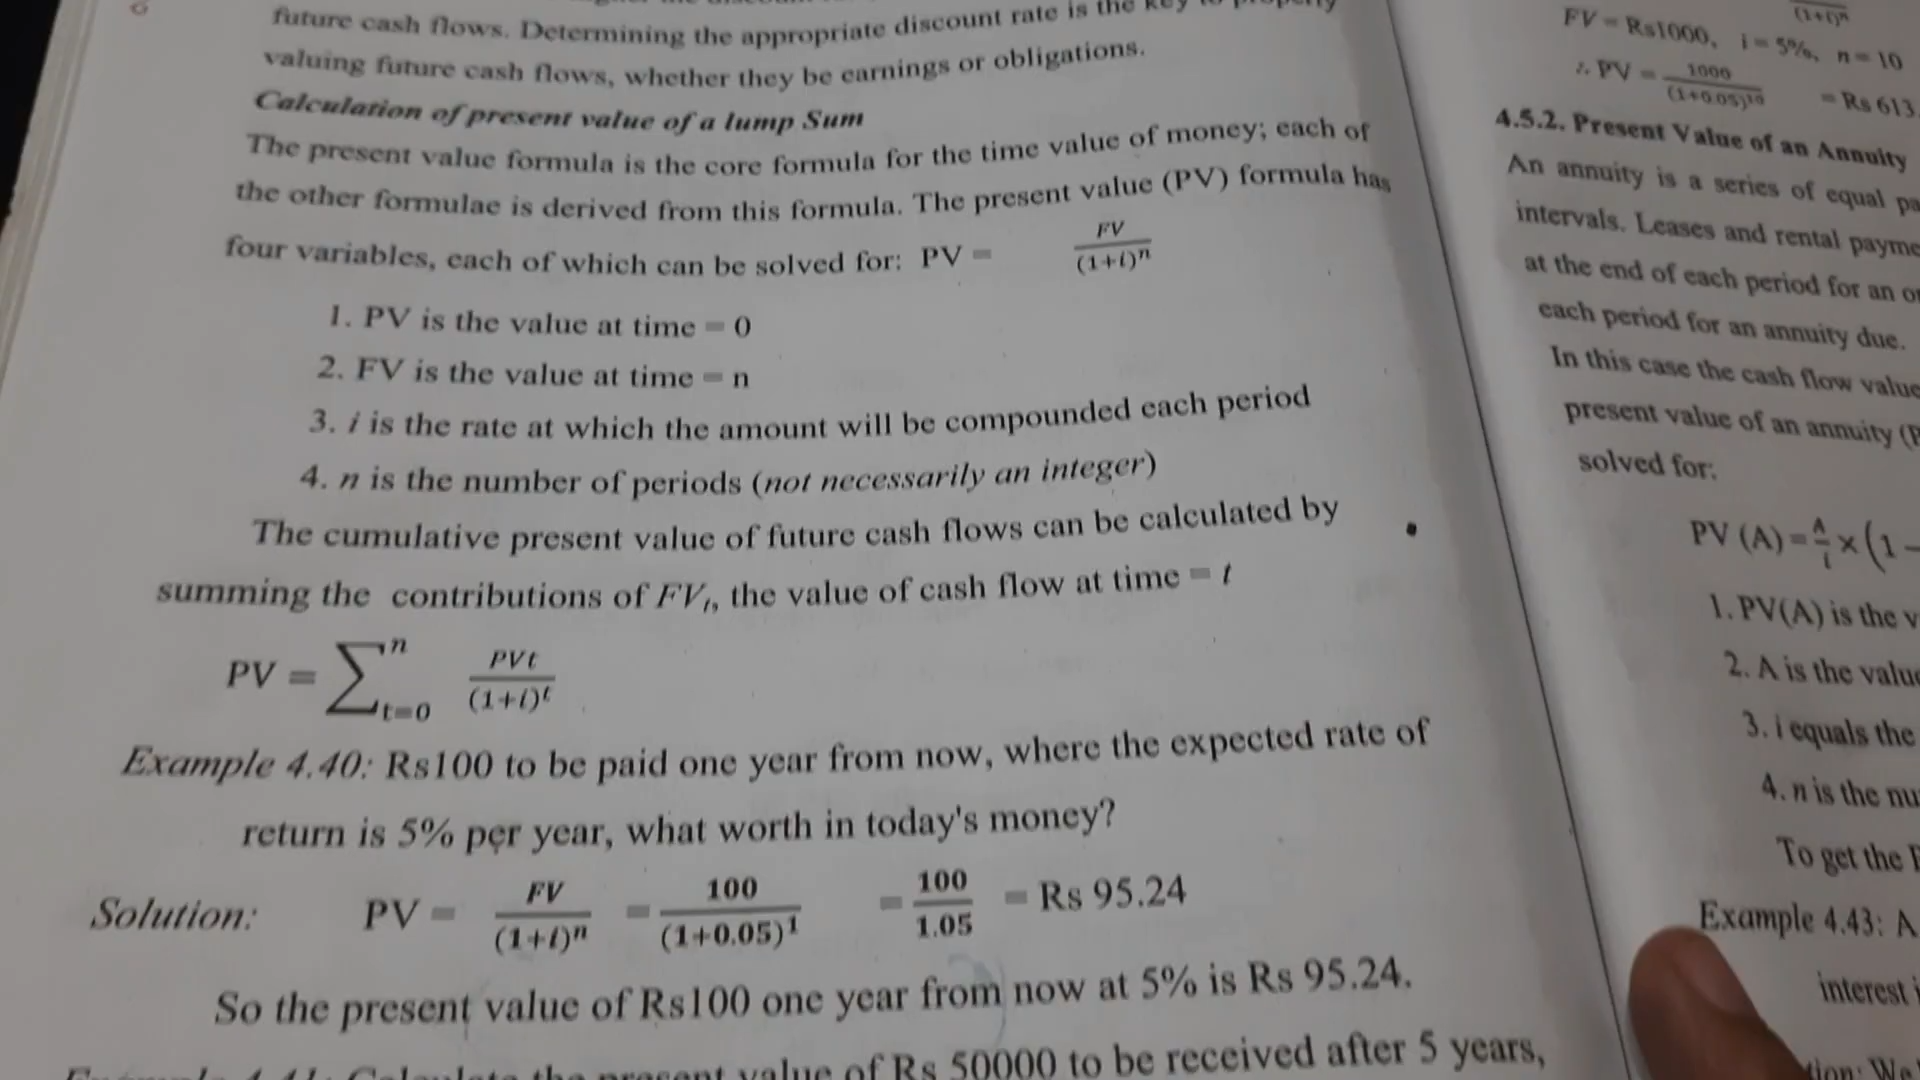 future cash flows. Determining the appropriate discount rate is the key to properly
valuing future cash flows, whether they be earnings or obligations.
Calculation of present value of a lump Sum
The present value formula is the core formula for the time value of money; each of
the other formulae is derived from this formula. The present value (PV) formula has
four variables, each of which can be solved for: PV = FV/(1+i)^n
1. PV is the value at time = 0
2. FV is the value at time = n
3. i is the rate at which the amount will be compounded each period
4. n is the number of periods (not necessarily an integer)
The cumulative present value of future cash flows can be calculated by
summing the contributions of FVt, the value of cash flow at time = t
PV = ∑^n_{t=0} PVt/(1+i)^t
Example 4.40: Rs100 to be paid one year from now, where the expected rate of
return is 5% per year, what worth in today's money?
Solution: PV = FV/(1+i)^n = 100/(1+0.05)^1 = 100/1.05 = Rs 95.24
So the present value of Rs100 one year from now at 5% is Rs 95.24.
present value of Rs 50000 to be received after 5 years,
(1+i)^n
FV = Rs1000, i = 5%, n = 10
∴ PV = 1000/(1+0.05)^10 = Rs 613.
4.5.2. Present Value of an Annuity
An annuity is a series of equal
intervals. Leases and rental
at the end of each period for an
each period for an annuity due.
In this case the cash flow
present value of an annuity
solved for:
PV (A) = A/i × (1 –
1. PV(A) is the
2. A is the
3. i equals the
4. n is the
To get the
Example 4.43: A
interest
We